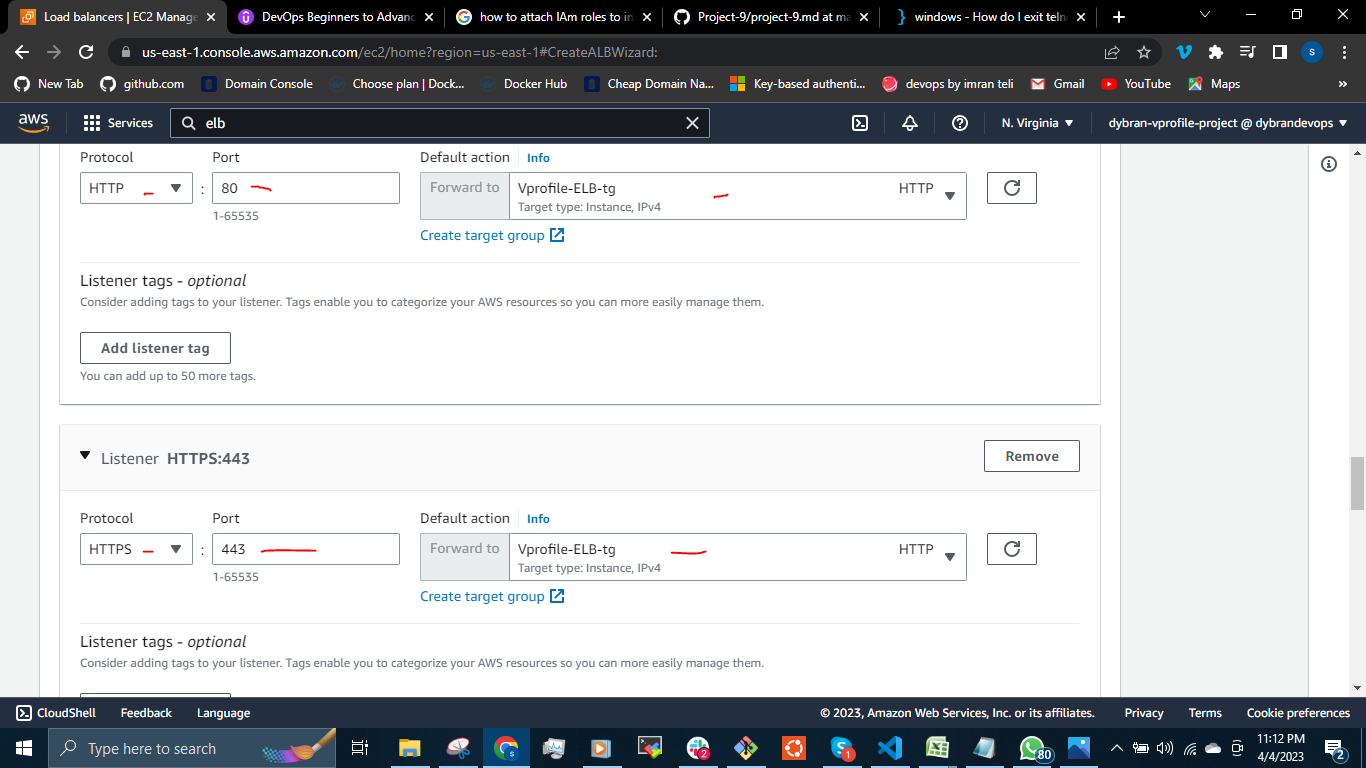 Load balancers | EC2 Manage
DevOps Beginners to Advanc
how to attach IAm roles to in
Project-9/project-9.md at ma
windows - How do I exit teln
us-east-1.console.aws.amazon.com/ec2/home?region=us-east-1#CreateALBWizard:
S
New Tab
github.com
Domain Console
Choose plan | Dock...
Docker Hub
Cheap Domain Na...
Key-based authenti...
devops by imran teli
Gmail
YouTube
Maps
»
aws
Services
elb
N. Virginia
dybran-vprofile-project @ dybrandevops
Protocol Port Default action Info
HTTP : 80 Forward to Vprofile-ELB-tg HTTP
Target type: Instance, IPv4
1-65535
Create target group
Listener tags - optional
Consider adding tags to your listener. Tags enable you to categorize your AWS resources so you can more easily manage them.
Add listener tag
You can add up to 50 more tags.
Listener HTTPS:443
Remove
Protocol Port Default action Info
HTTPS : 443 Forward to Vprofile-ELB-tg HTTP
Target type: Instance, IPv4
1-65535
Create target group
Listener tags - optional
Consider adding tags to your listener. Tags enable you to categorize your AWS resources so you can more easily manage them.
CloudShell
Feedback
Language
© 2023, Amazon Web Services, Inc. or its affiliates.
Privacy
Terms
Cookie preferences
Type here to search
2
1
80
11:12 PM
4/4/2023
2